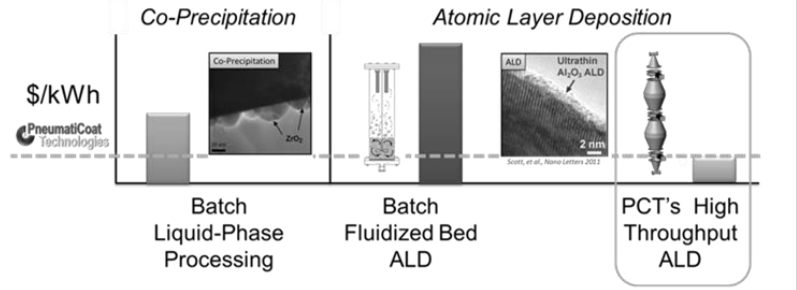 Co-Precipitation
Atomic Layer Deposition
$/kWh
PneumatiCoat
Technologies
Co-Precipitation
ZrO₂
ALD
Ultrathin
Al₂O₃ ALD
2 nm
Scott, et al., Nano Letters 2011
Batch
Liquid-Phase
Processing
Batch
Fluidized Bed
ALD
PCT's High
Throughput
ALD